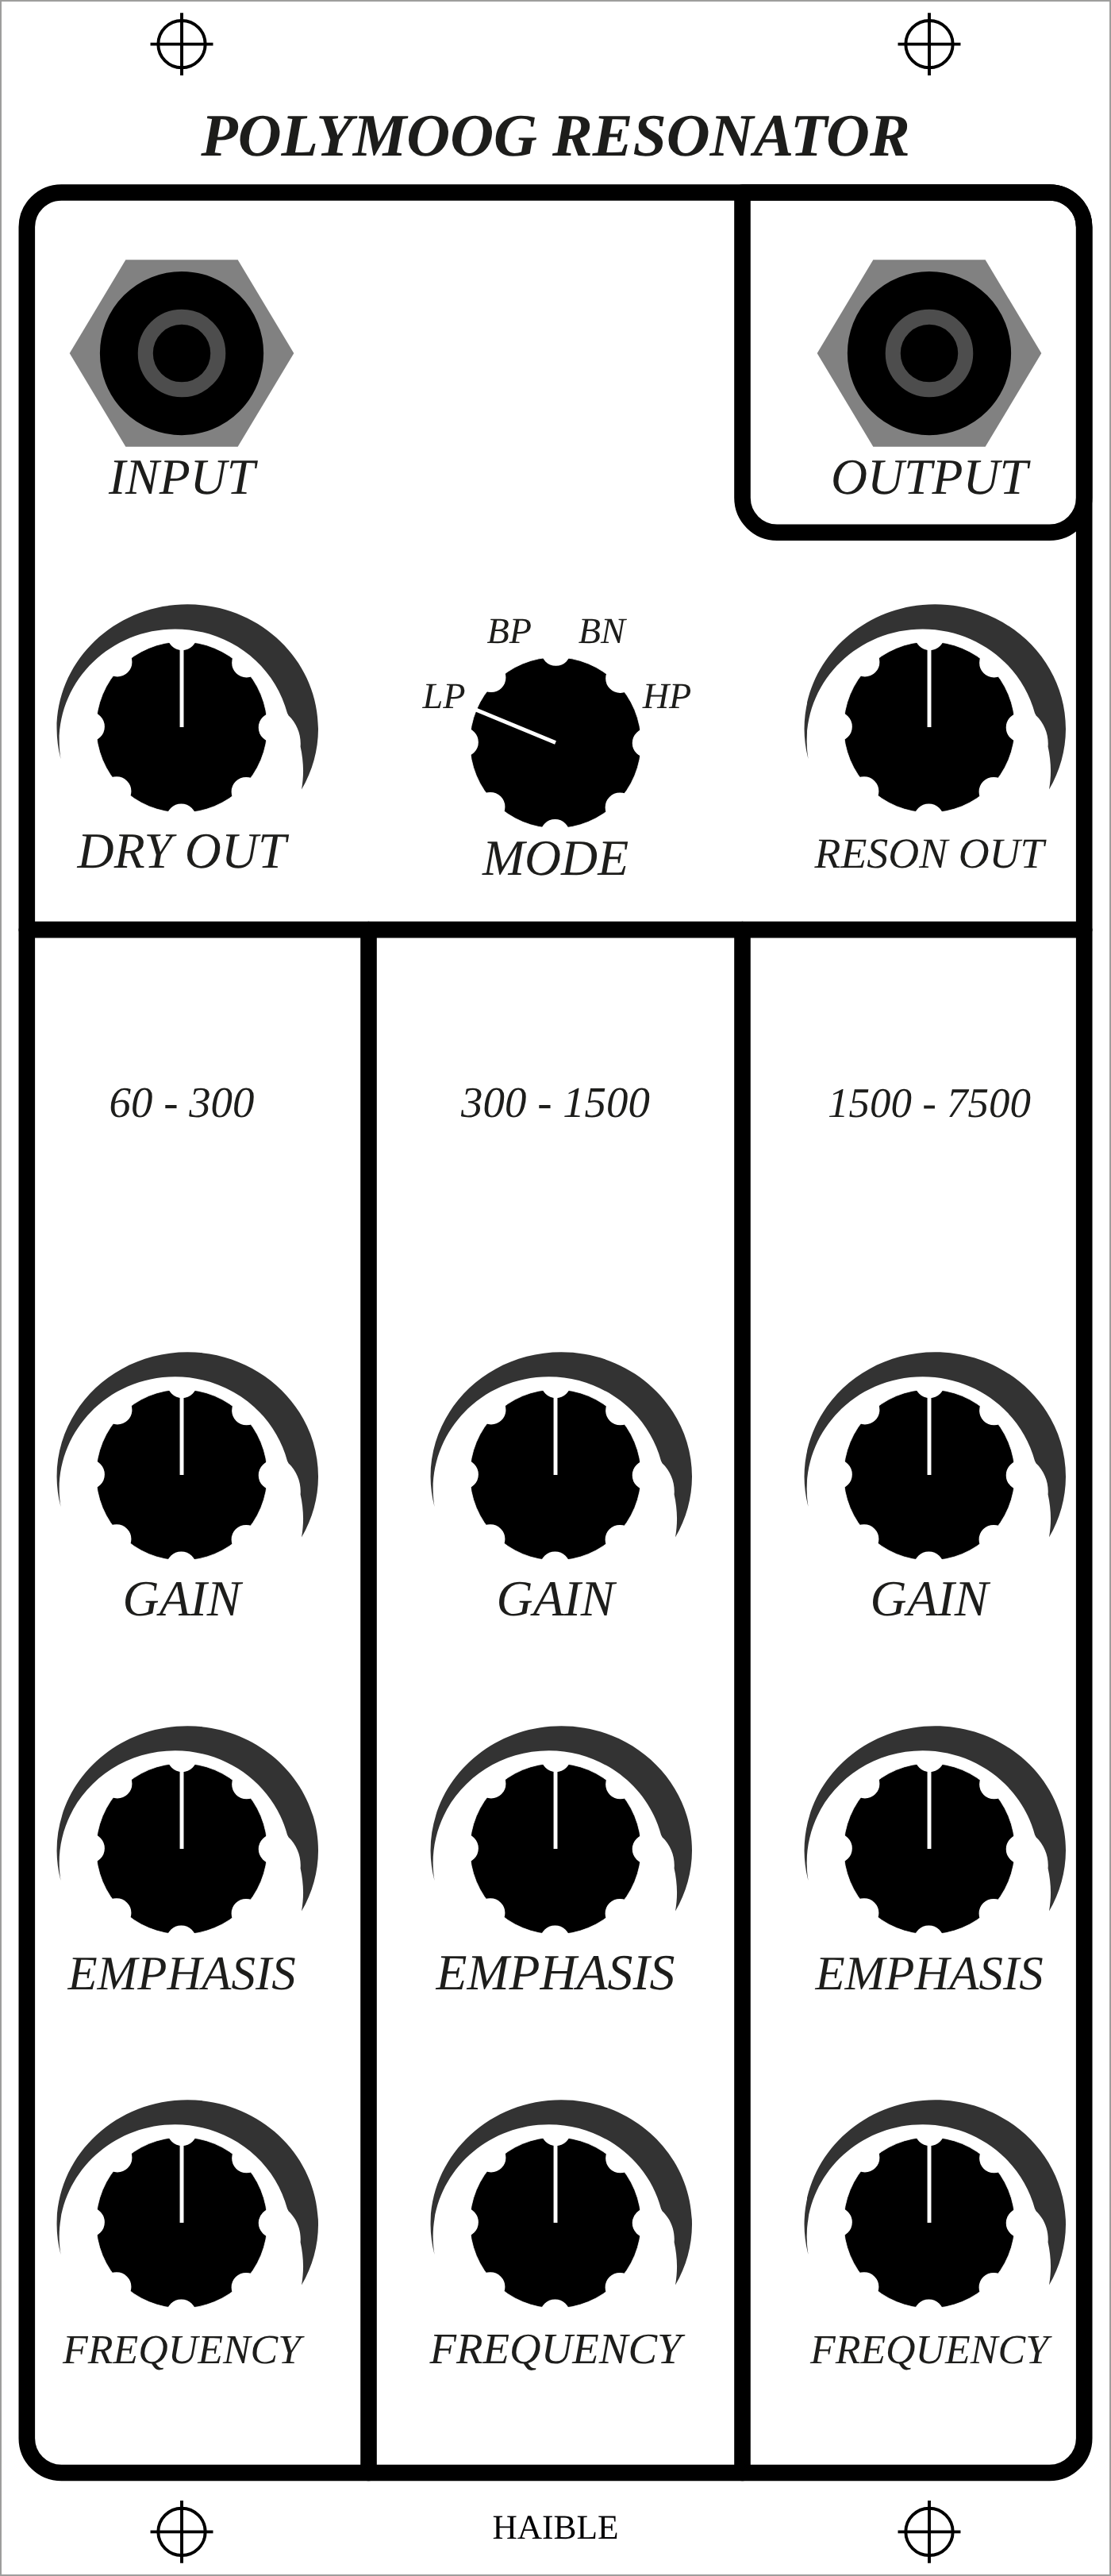 POLYMOOG RESONATOR
INPUT
OUTPUT
BP BN
LP HP
DRY OUT
MODE
RESON OUT
60 - 300
300 - 1500
1500 - 7500
GAIN
GAIN
GAIN
EMPHASIS
EMPHASIS
EMPHASIS
FREQUENCY
FREQUENCY
FREQUENCY
HAIBLE